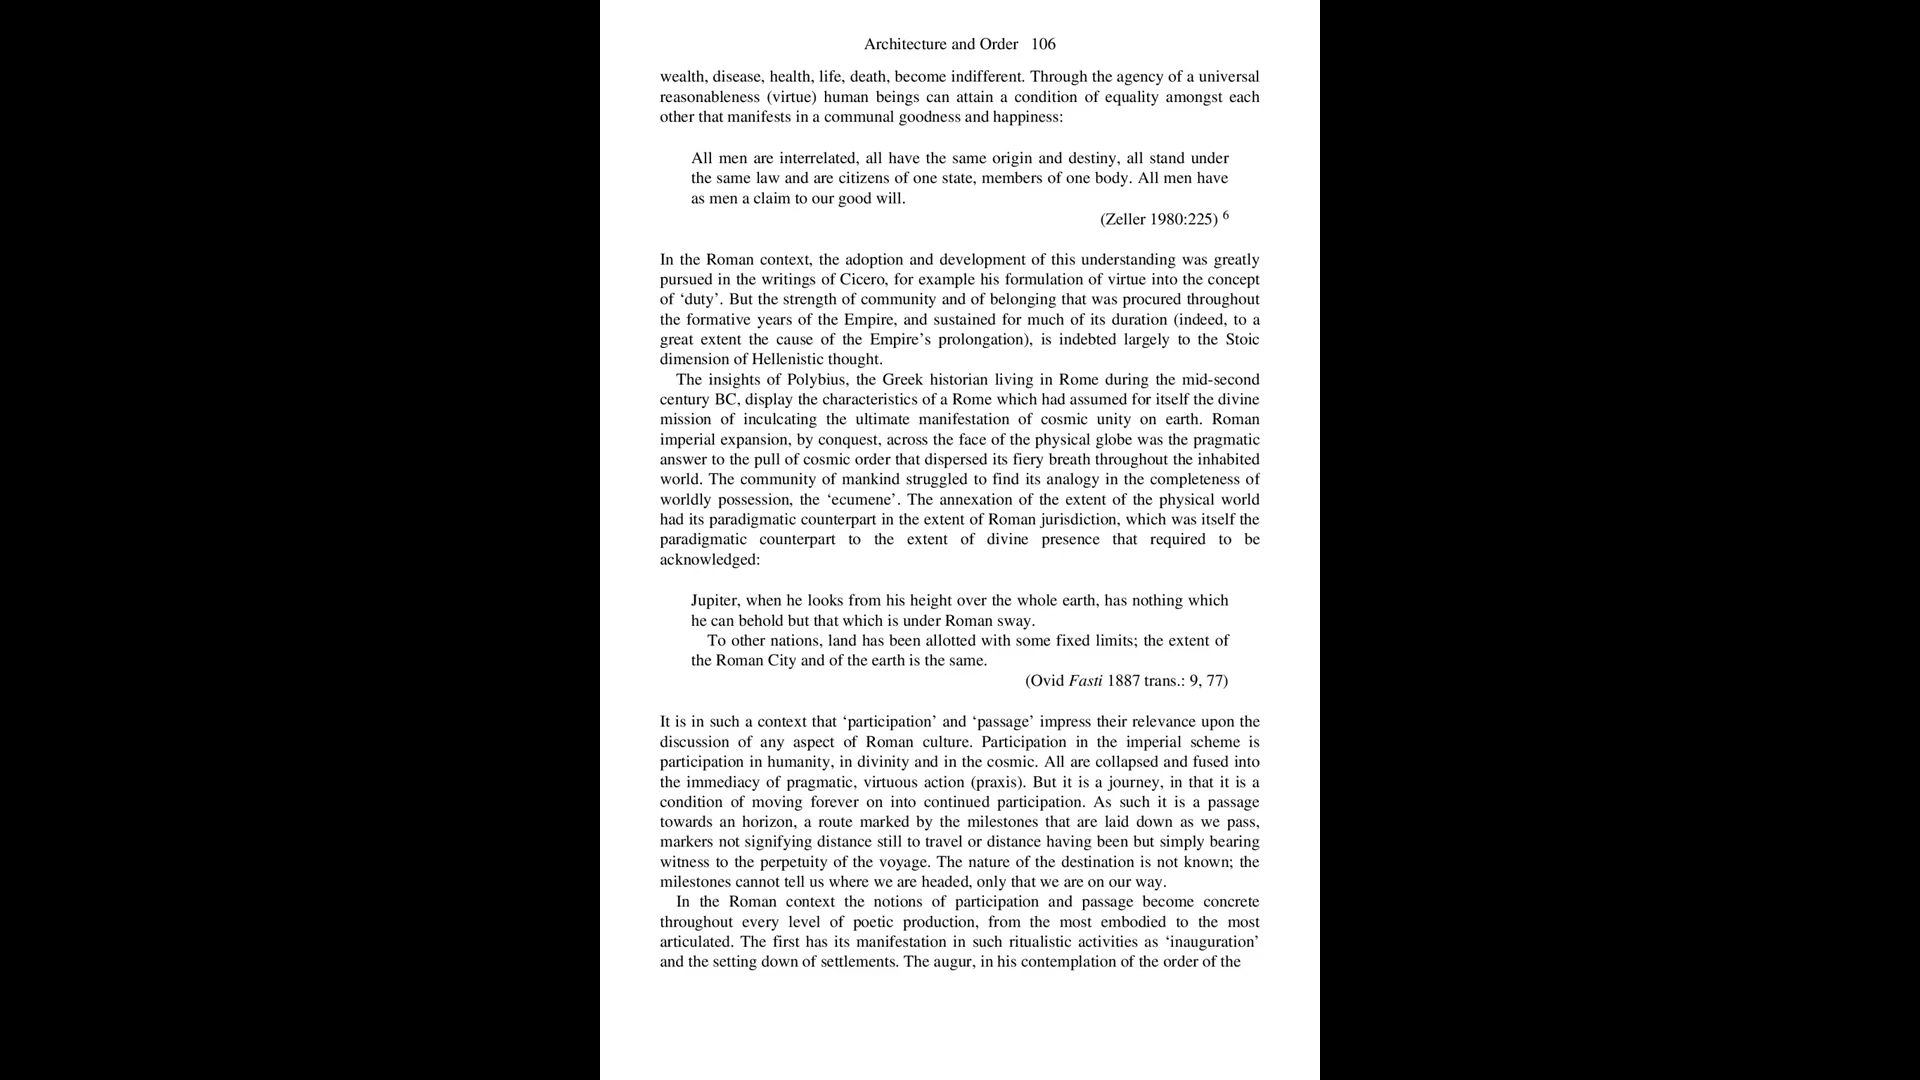 Architecture and Order 106
wealth, disease, health, life, death, become indifferent. Through the agency of a universal
reasonableness (virtue) human beings can attain a condition of equality amongst each
other that manifests in a communal goodness and happiness:
All men are interrelated, all have the same origin and destiny, all stand under
the same law and are citizens of one state, members of one body. All men have
as men a claim to our good will.
(Zeller 1980:225) 6
In the Roman context, the adoption and development of this understanding was greatly
pursued in the writings of Cicero, for example his formulation of virtue into the concept
of ‘duty’. But the strength of community and of belonging that was procured throughout
the formative years of the Empire, and sustained for much of its duration (indeed, to a
great extent the cause of the Empire’s prolongation), is indebted largely to the Stoic
dimension of Hellenistic thought.
The insights of Polybius, the Greek historian living in Rome during the mid-second
century BC, display the characteristics of a Rome which had assumed for itself the divine
mission of inculcating the ultimate manifestation of cosmic unity on earth. Roman
imperial expansion, by conquest, across the face of the physical globe was the pragmatic
answer to the pull of cosmic order that dispersed its fiery breath throughout the inhabited
world. The community of mankind struggled to find its analogy in the completeness of
worldly possession, the ‘ecumene’. The annexation of the extent of the physical world
had its paradigmatic counterpart in the extent of Roman jurisdiction, which was itself the
paradigmatic counterpart to the extent of divine presence that required to be
acknowledged:
Jupiter, when he looks from his height over the whole earth, has nothing which
he can behold but that which is under Roman sway.
To other nations, land has been allotted with some fixed limits; the extent of
the Roman City and of the earth is the same.
(Ovid Fasti 1887 trans.: 9, 77)
It is in such a context that ‘participation’ and ‘passage’ impress their relevance upon the
discussion of any aspect of Roman culture. Participation in the imperial scheme is
participation in humanity, in divinity and in the cosmic. All are collapsed and fused into
the immediacy of pragmatic, virtuous action (praxis). But it is a journey, in that it is a
condition of moving forever on into continued participation. As such it is a passage
towards an horizon, a route marked by the milestones that are laid down as we pass,
markers not signifying distance still to travel or distance having been but simply bearing
witness to the perpetuity of the voyage. The nature of the destination is not known; the
milestones cannot tell us where we are headed, only that we are on our way.
In the Roman context the notions of participation and passage become concrete
throughout every level of poetic production, from the most embodied to the most
articulated. The first has its manifestation in such ritualistic activities as ‘inauguration’
and the setting down of settlements. The augur, in his contemplation of the order of the